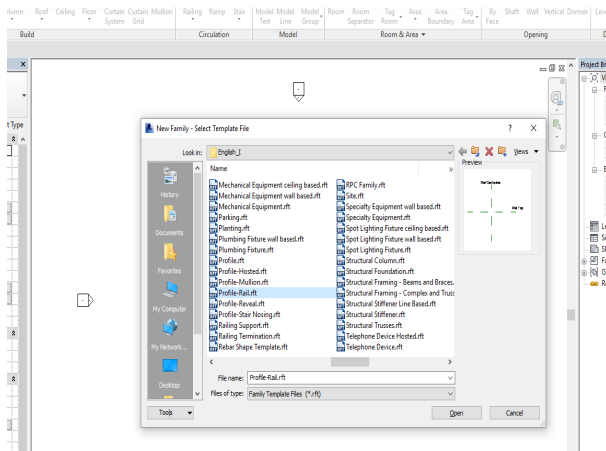 Roof Ceiling Floor Curtain Curtain Mullion Railing Ramp Stair Model Model Model Room Room Tag Area Area Tag By Shaft Wall Vertical Dormer
System Grid Text Line Group Separator Room Boundary Area Face
Build Circulation Model Room & Area Opening
Project Br
New Family - Select Template File
Look in: English_I
Views
Preview
Name
History
Documents
Favorites
My Computer
My Network...
Desktop
Mechanical Equipment ceiling based.rft
Mechanical Equipment wall based.rft
Mechanical Equipment.rft
Parking.rft
Planting.rft
Plumbing Fixture wall based.rft
Plumbing Fixture.rft
Profile.rft
Profile-Hosted.rft
Profile-Mullion.rft
Profile-Rail.rft
Profile-Reveal.rft
Profile-Stair Nosing.rft
Railing Support.rft
Railing Termination.rft
Rebar Shape Template.rft
RPC Family.rft
Site.rft
Specialty Equipment wall based.rft
Specialty Equipment.rft
Spot Lighting Fixture ceiling based.rft
Spot Lighting Fixture wall based.rft
Spot Lighting Fixture.rft
Structural Column.rft
Structural Foundation.rft
Structural Framing - Beams and Braces.
Structural Framing - Complex and Truss
Structural Stiffener Line Based.rft
Structural Stiffener.rft
Structural Trusses.rft
Telephone Device Hosted.rft
Telephone Device.rft
File name: Profile-Rail.rft
Files of type: Family Template Files (*.rft)
Tools Open Cancel